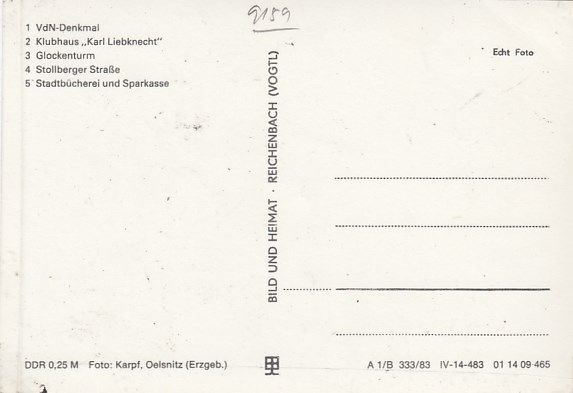 9159
1 VdN-Denkmal
2 Klubhaus „Karl Liebknecht"
3 Glockenturm
4 Stollberger Straße
5 Stadtbücherei und Sparkasse
Echt Foto
BILD UND HEIMAT · REICHENBACH (VOGTL)
DDR 0,25 M Foto: Karpf, Oelsnitz (Erzgeb.)
A 1/B 333/83 IV-14-483 01 14 09 465